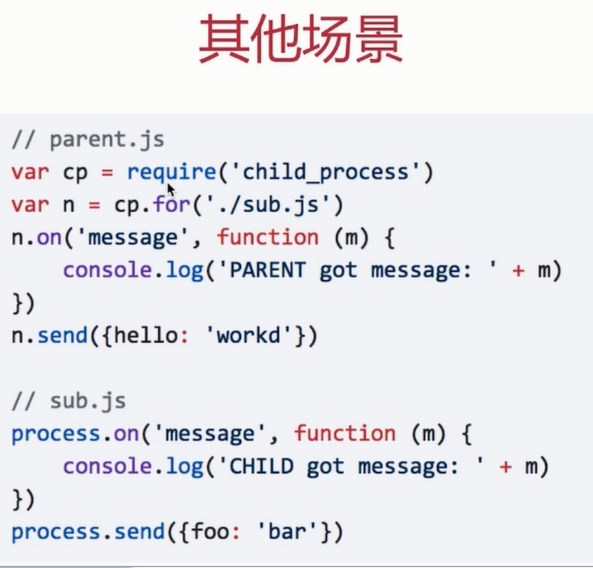 其他场景
// parent.js
var cp = require('child_process')
var n = cp.for('./sub.js')
n.on('message', function (m) {
    console.log('PARENT got message: ' + m)
})
n.send({hello: 'workd'})
// sub.js
process.on('message', function (m) {
    console.log('CHILD got message: ' + m)
})
process.send({foo: 'bar'})